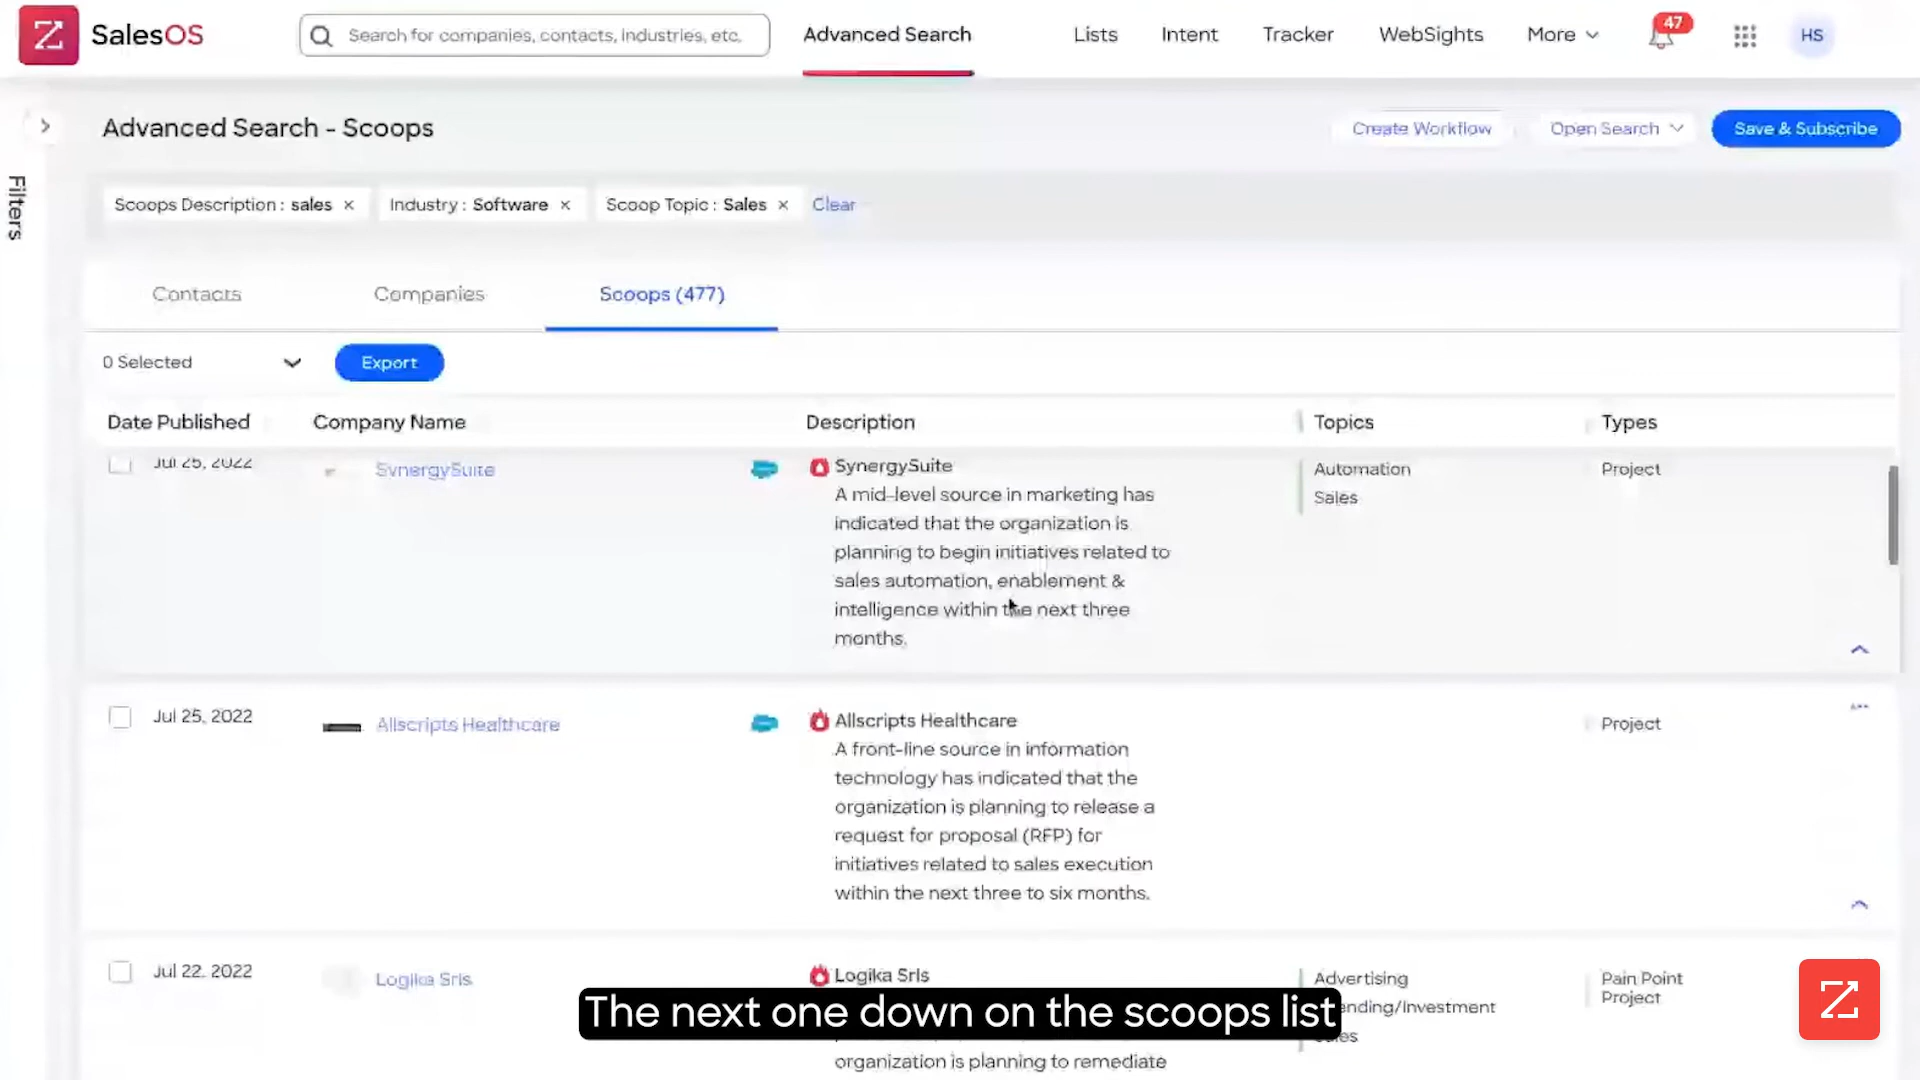 SalesOS
Search for companies, contacts, industries, etc.
Advanced Search
Lists
Intent
Tracker
WebSights
More
47
HS
Filters
Advanced Search - Scoops
Create Workflow
Open Search
Save & Subscribe
Scoops Description : sales ×
Industry : Software ×
Scoop Topic : Sales ×
Clear
Contacts
Companies
Scoops (477)
0 Selected
Export
Date Published
Company Name
Description
Topics
Types
Jul 25, 2022
SynergySuite
SynergySuite
A mid-level source in marketing has
indicated that the organization is
planning to begin initiatives related to
sales automation, enablement &
intelligence within the next three
months.
Automation
Sales
Project
Jul 25, 2022
Allscripts Healthcare
Allscripts Healthcare
A front-line source in information
technology has indicated that the
organization is planning to release a
request for proposal (RFP) for
initiatives related to sales execution
within the next three to six months.
Project
Jul 22, 2022
Logika Srls
Logika Srls
Advertising
Pain Point
Project
The next one down on the scoops list
organization is planning to remediate